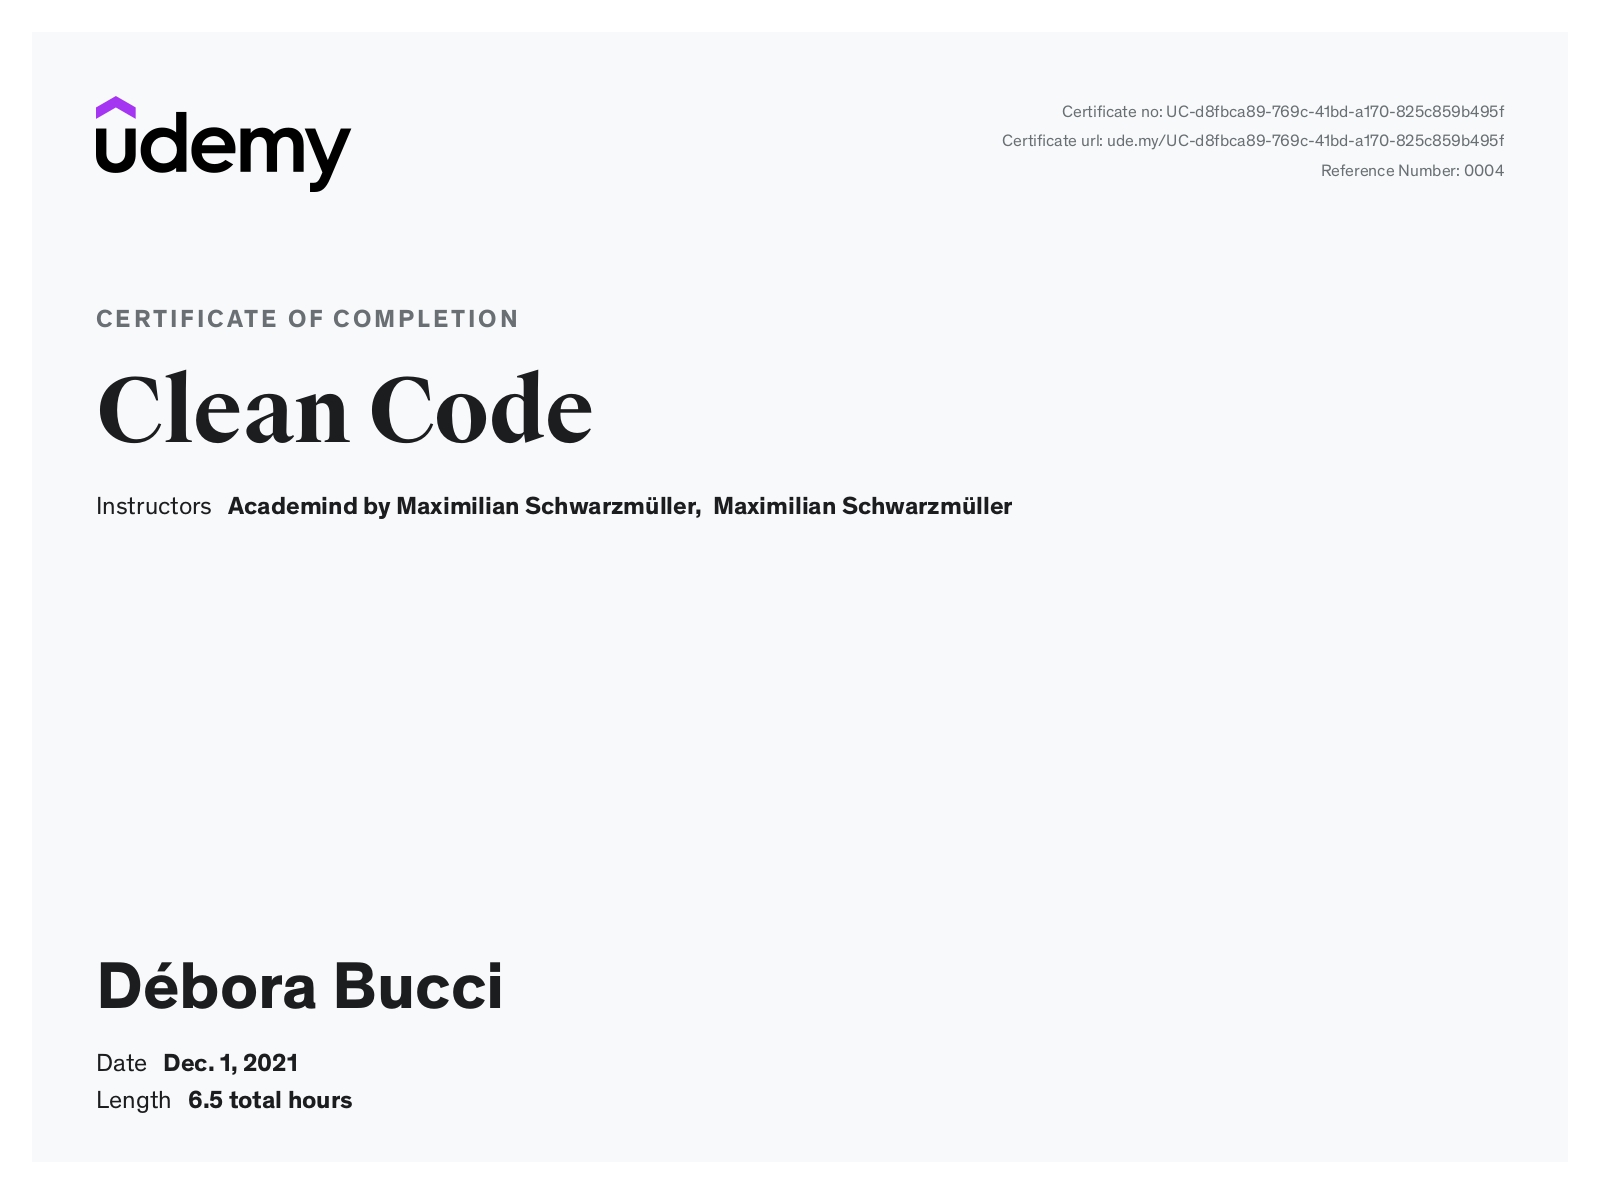 udemy
Certificate no: UC-d8fbca89-769c-41bd-a170-825c859b495f
Certificate url: ude.my/UC-d8fbca89-769c-41bd-a170-825c859b495f
Reference Number: 0004
CERTIFICATE OF COMPLETION
Clean Code
Instructors Academind by Maximilian Schwarzmüller, Maximilian Schwarzmüller
Débora Bucci
Date Dec. 1, 2021
Length 6.5 total hours